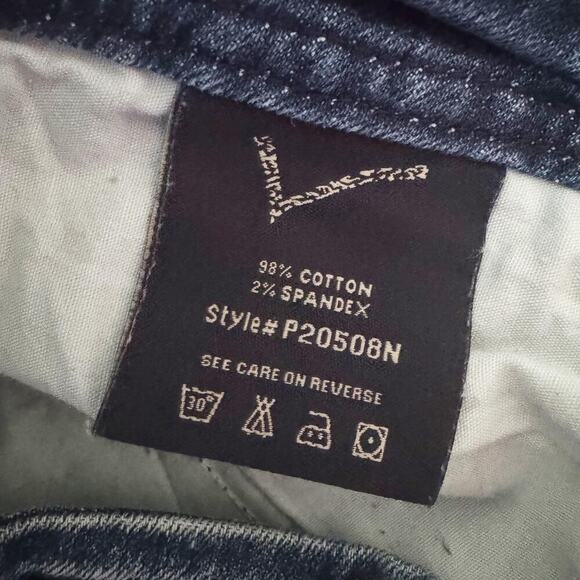 98% COTTON
2% SPANDEX
Style# P20508N
SEE CARE ON REVERSE
30°